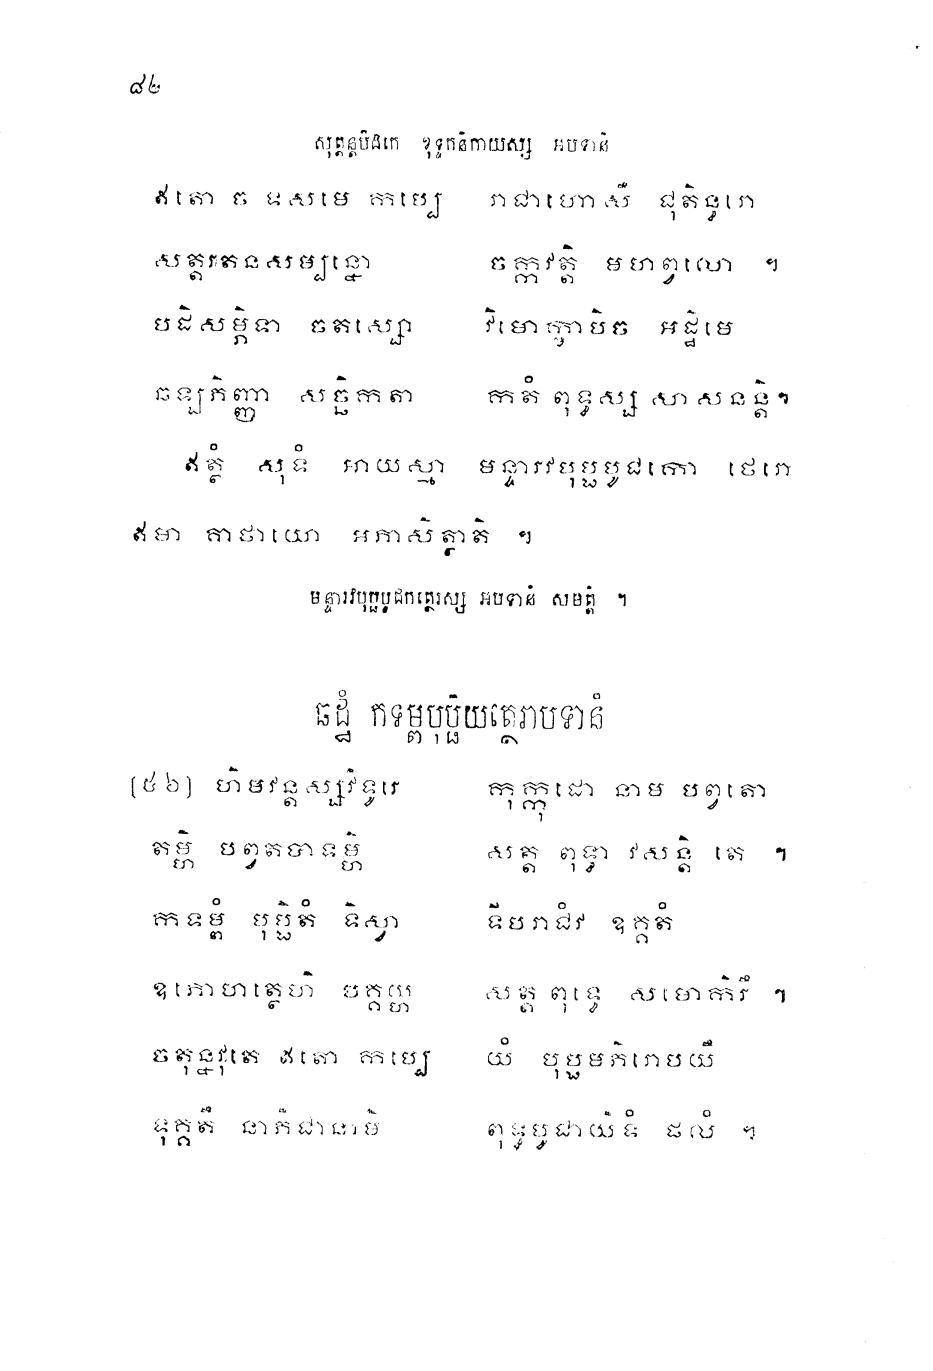 ៨២
សុត្តន្តបិដកេ ខុទ្ទកនិកាយស្ស អបទានំ
ឥតោ ច ទសមេ កប្បេ រាជាហោសឹ ជុតិន្ធរោ
សត្តរតនសម្បន្នោ ចក្កវត្តិ មហព្វលោ ។
បដិសម្ភិទា ចតស្សោ វិមោក្ខាបិច អដ្ឋិមេ
ឆឡ្បភិញ្ញា សច្ឆិកតា កតំ ពុទ្ធស្ស សាសនន្តិ។
ឥត្ថំ សុទំ អាយស្មា មន្ទារវបុប្ផបូជកោ ថេរោ
ឥមា គាថាយោ អភាសិត្ថាតិ ។
មន្ទារវបុប្ផបូជកត្ថេរស្ស អបទានំ សមត្តំ ។
ឆដ្ឋំ កទម្ពបុប្ផិយត្ថេរាបទានំ
[៥៦] ហិមវន្តស្សវិទូរេ កុក្កុដោ នាម បព្វតោ
តម្ហិ បព្វតបាទម្ហិ សត្ត ពុទ្ធា វសន្តិ តេ ។
កទម្ពំ បុប្ផិតំ ទិស្វា ទីបរាជំវ ឧគ្គតំ
ឧភោហត្ថេហិ បគ្គយ្ហ សត្ត ពុទ្ធេ សមោកិរឹ ។
ចតុន្នវុតេ ឥតោ កប្បេ យំ បុប្ផមភិរោបយឹ
ទុគ្គតឹ នាភិជានាមិ ពុទ្ធបូជាយិទំ ផលំ ។